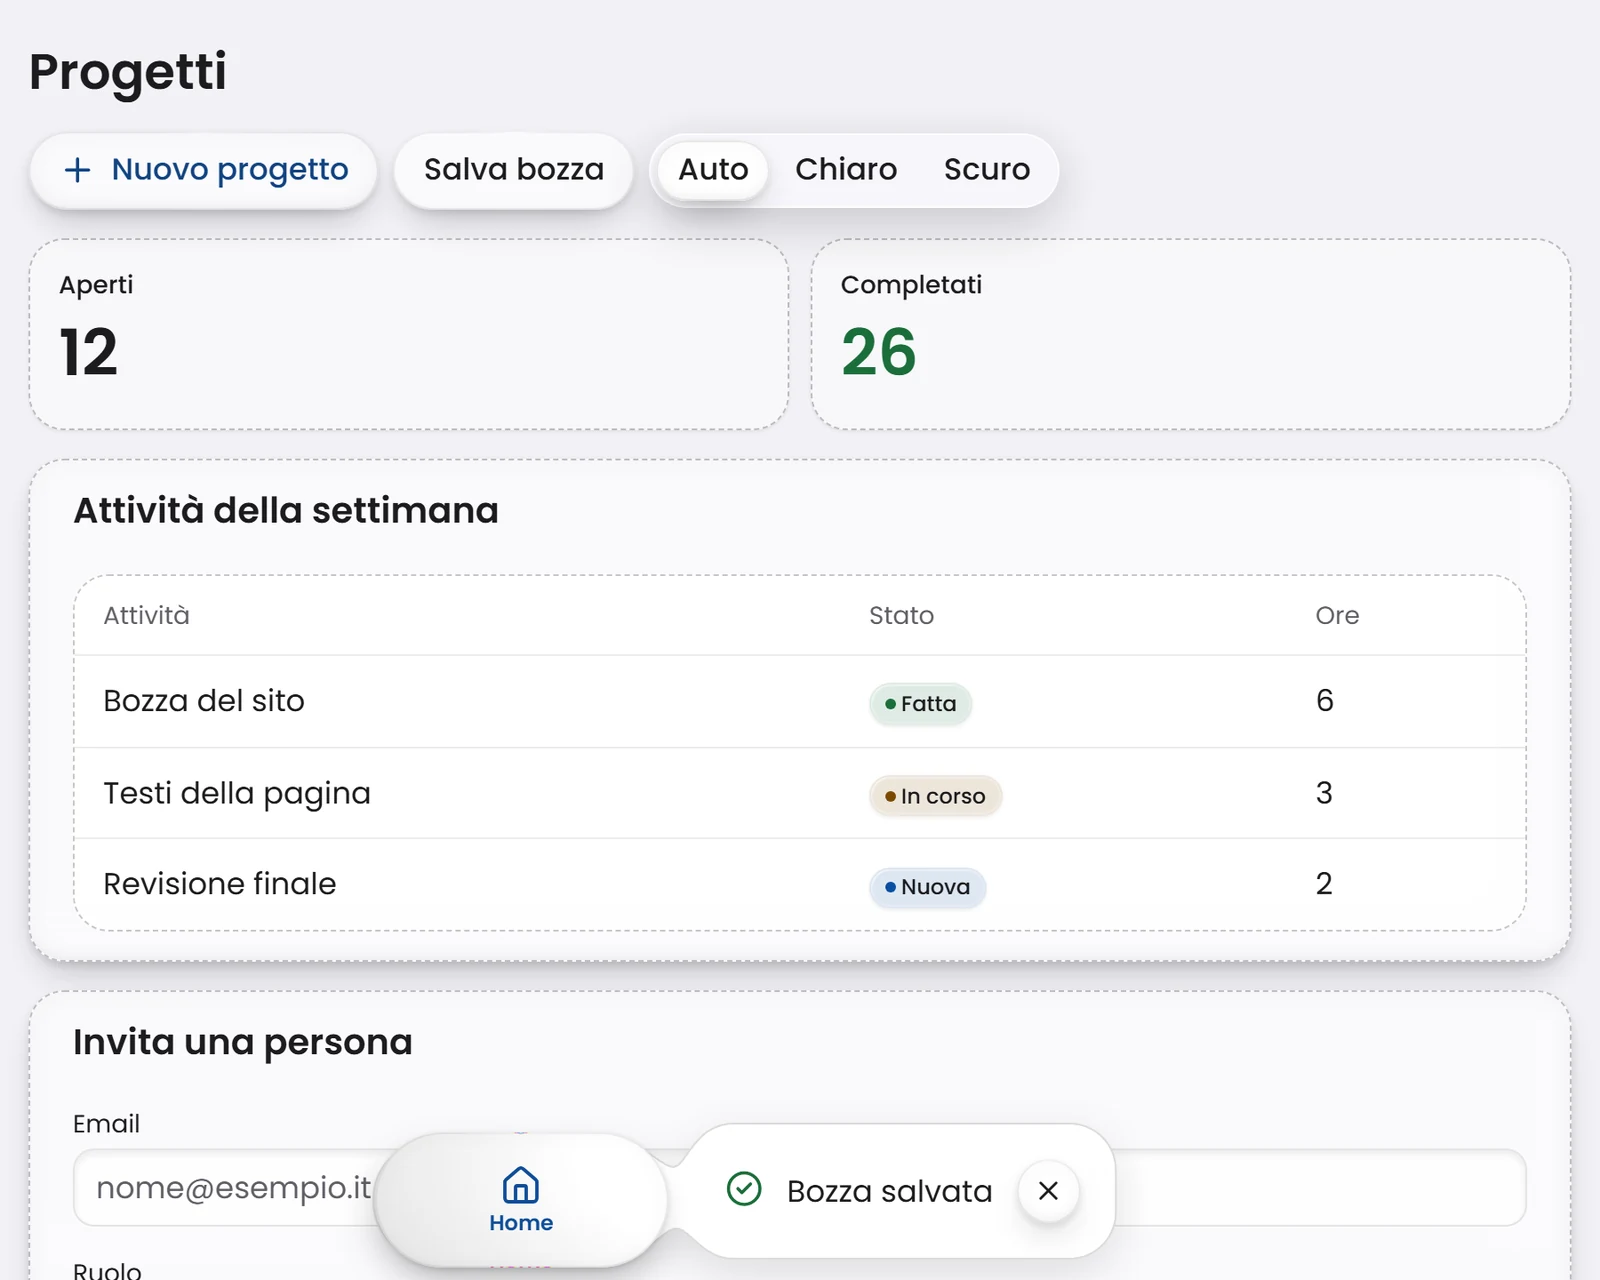 Progetti
Nuovo progetto
Salva bozza
Auto Chiaro Scuro
Aperti
12
Completati
26
Attività della settimana
Attività Stato Ore
Bozza del sito Fatta 6
Testi della pagina In corso 3
Revisione finale Nuova 2
Invita una persona
Email
nome@esempio.it
Home
Bozza salvata
Ruolo